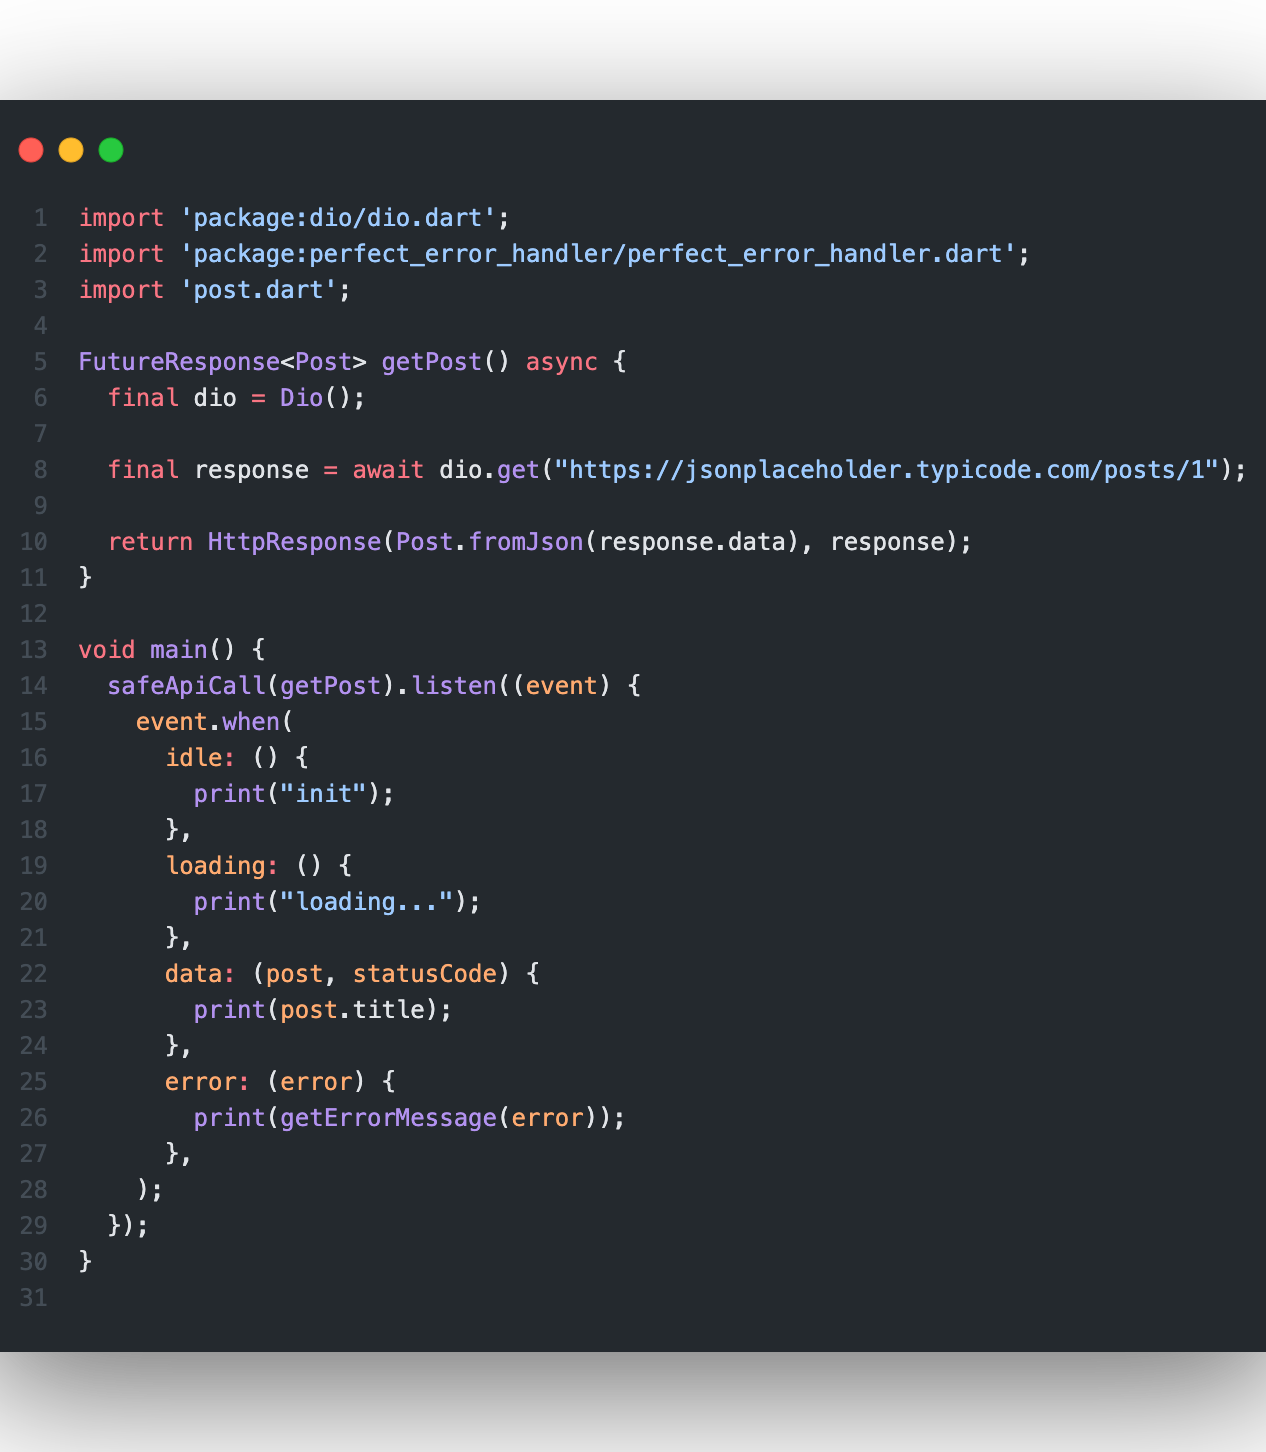 1 import 'package:dio/dio.dart';
2 import 'package:perfect_error_handler/perfect_error_handler.dart';
3 import 'post.dart';
4
5 FutureResponse<Post> getPost() async {
6   final dio = Dio();
7
8   final response = await dio.get("https://jsonplaceholder.typicode.com/posts/1");
9
10   return HttpResponse(Post.fromJson(response.data), response);
11 }
12
13 void main() {
14   safeApiCall(getPost).listen((event) {
15     event.when(
16       idle: () {
17         print("init");
18       },
19       loading: () {
20         print("loading...");
21       },
22       data: (post, statusCode) {
23         print(post.title);
24       },
25       error: (error) {
26         print(getErrorMessage(error));
27       },
28     );
29   });
30 }
31